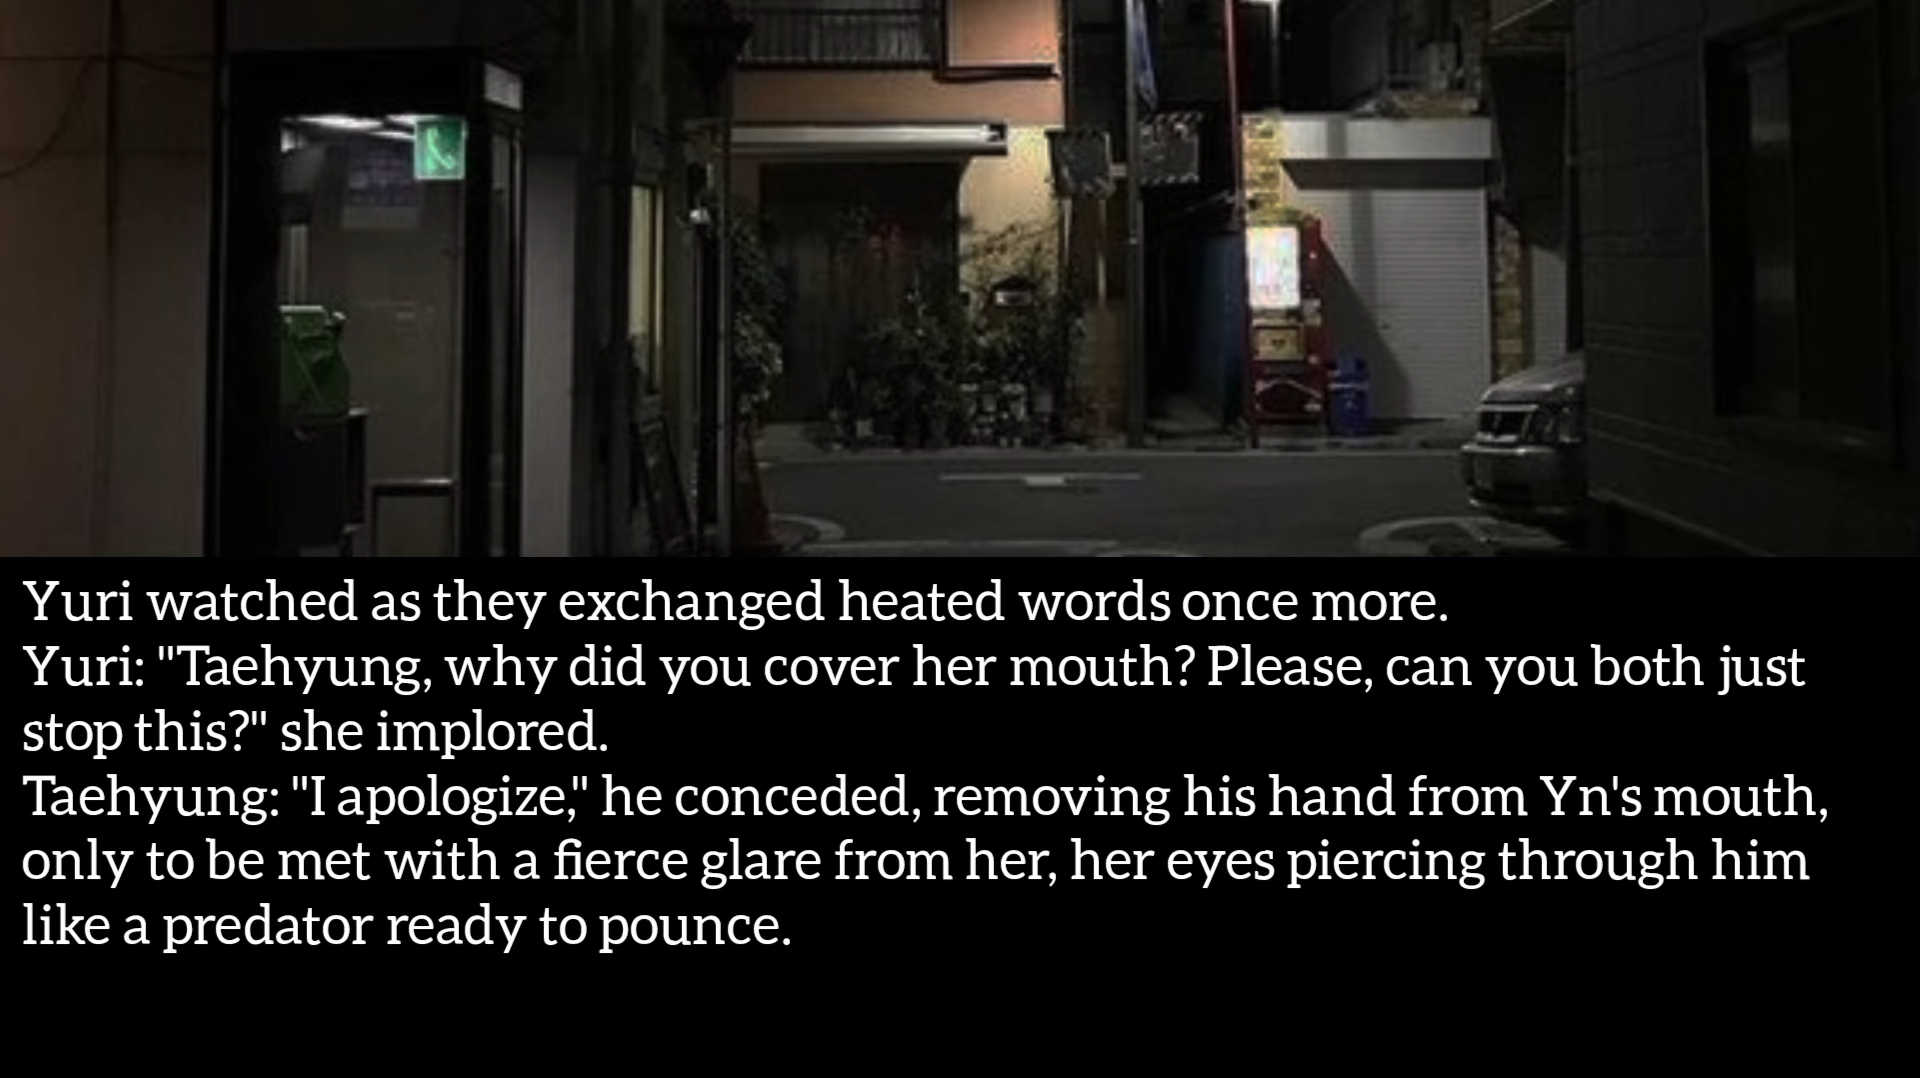 Yuri watched as they exchanged heated words once more.
Yuri: "Taehyung, why did you cover her mouth? Please, can you both just
stop this?" she implored.
Taehyung: "I apologize," he conceded, removing his hand from Yn's mouth,
only to be met with a fierce glare from her, her eyes piercing through him
like a predator ready to pounce.